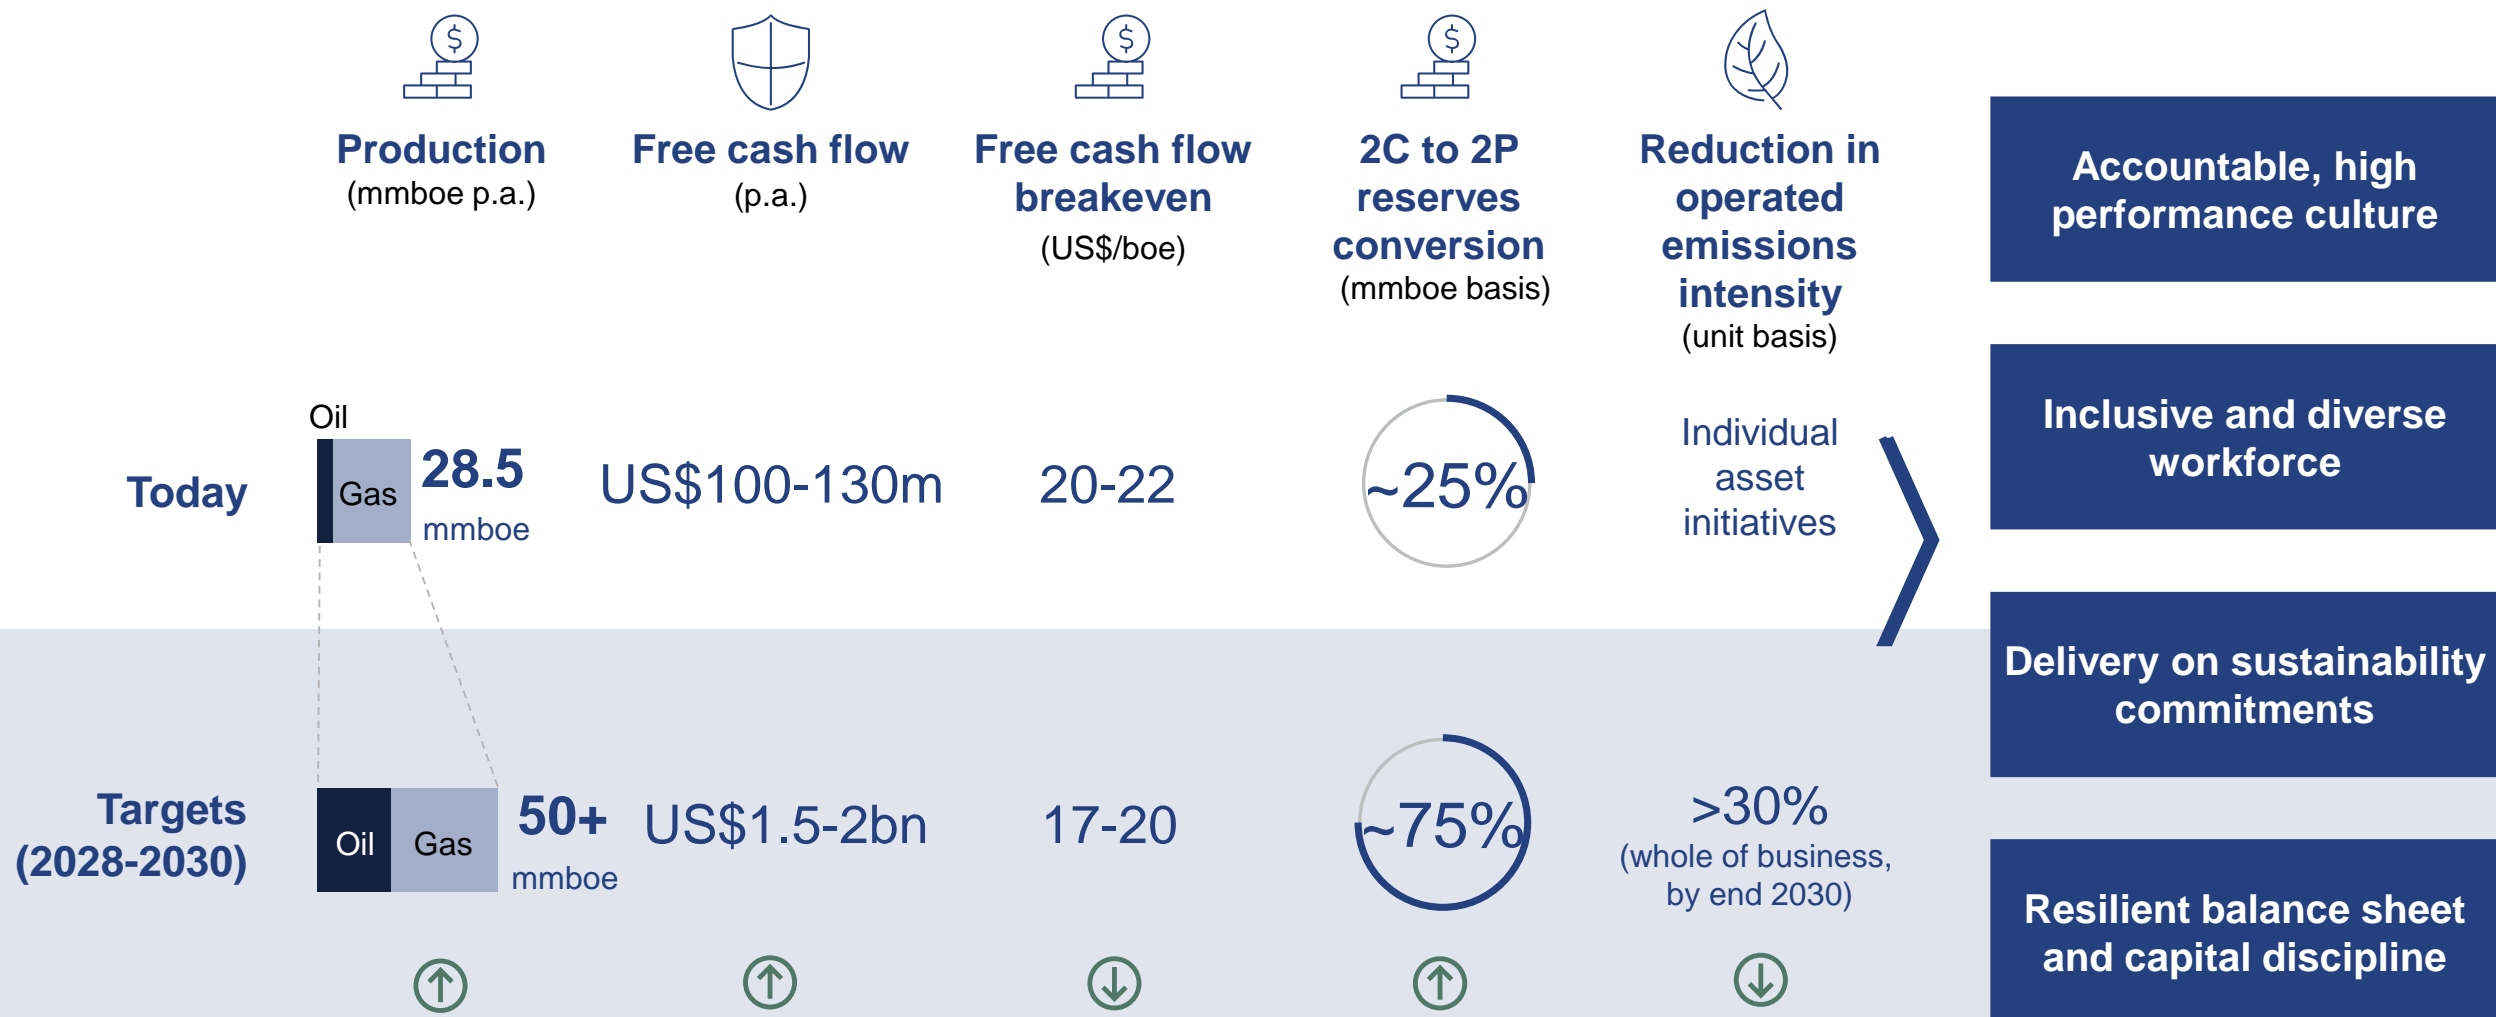 Production
(mmboe p.a.)
Free cash flow
(p.a.)
Free cash flow
breakeven
(US$/boe)
2C to 2P
reserves
conversion
(mmboe basis)
Reduction in
operated
emissions
intensity
(unit basis)
Today
Oil
Gas
28.5
mmboe
US$100-130m
20-22
~25%
Individual
asset
initiatives
Targets
(2028-2030)
Oil
Gas
50+
mmboe
US$1.5-2bn
17-20
~75%
>30%
(whole of business,
by end 2030)
Accountable, high
performance culture
Inclusive and diverse
workforce
Delivery on sustainability
commitments
Resilient balance sheet
and capital discipline